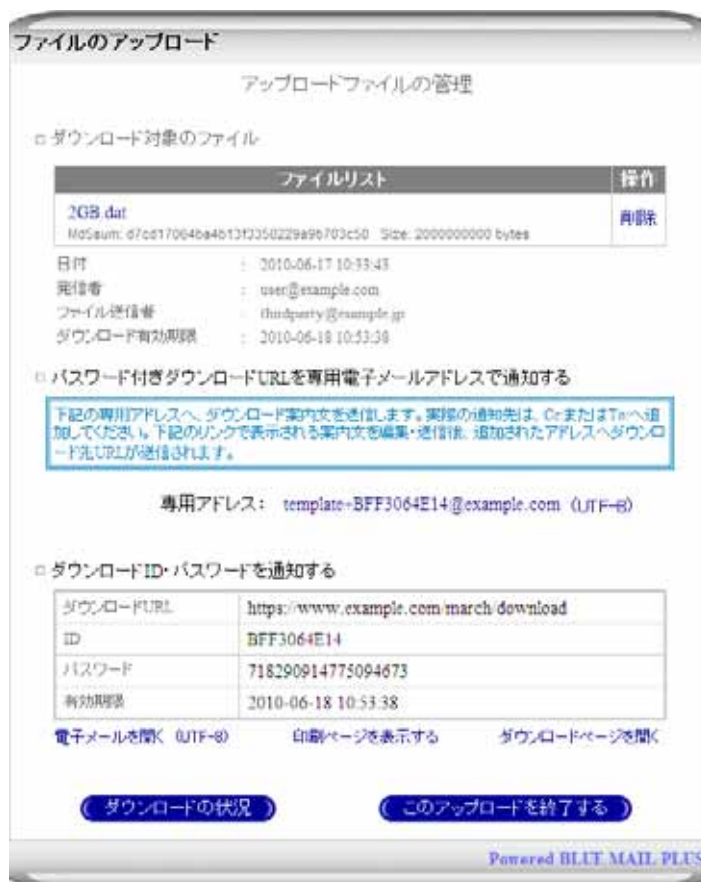 ファイルのアップロード
アップロードファイルの管理
ダウンロード対象のファイル
ファイルリスト 操作
2GB.dat 削除
Size: 2000000000 bytes
日付 : 2010-06-17 10:53:43
発信者 : user@example.com
ファイル送信者 : thirdparty@example.jp
ダウンロード有効期限 : 2010-06-18 10:53:38
パスワード付きダウンロードURLを専用電子メールアドレスで通知する
下記の専用アドレスへ、ダウンロード案内文を送信します。実際の通知先は、CcまたはToへ追
加してください。下記のリンクで表示される案内文を編集・送信後、追加されたアドレスへダウンロ
ード先URLが送信されます。
専用アドレス: template+BFF3064E14@example.com (UTF-8)
ダウンロードID・パスワードを通知する
ダウンロードURL https://www.example.com/march/download
ID BFF3064E14
パスワード 718290914775094673
有効期限 2010-06-18 10:53:38
電子メールを開く (UTF-8) 印刷ページを表示する ダウンロードページを開く
ダウンロードの状況 このアップロードを終了する
Powered BLUE MAIL PLUS